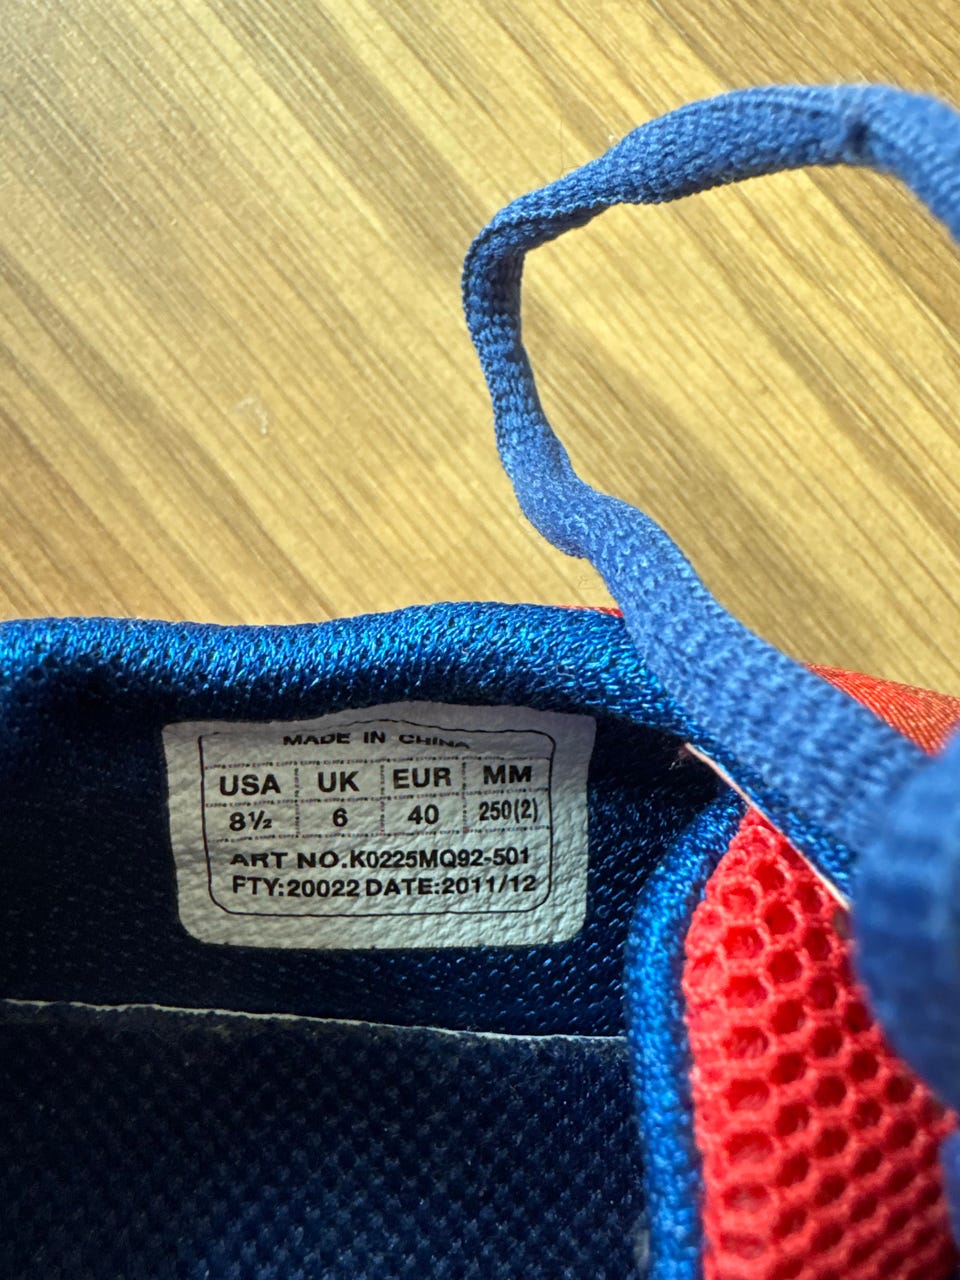 MADE IN CHINA
USA UK EUR MM
8½ 6 40 250(2)
ART NO.K0225MQ92-501
FTY:20022 DATE:2011/12